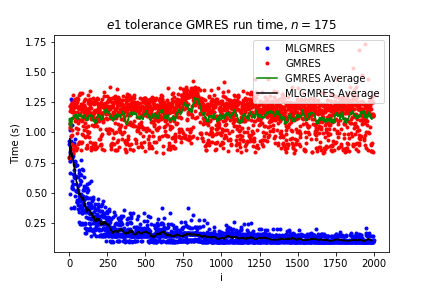 e1 tolerance GMRES run time, n = 175
MLGMRES
GMRES
GMRES Average
MLGMRES Average
Time (s)
1.75
1.50
1.25
1.00
0.75
0.50
0.25
0 250 500 750 1000 1250 1500 1750 2000
i